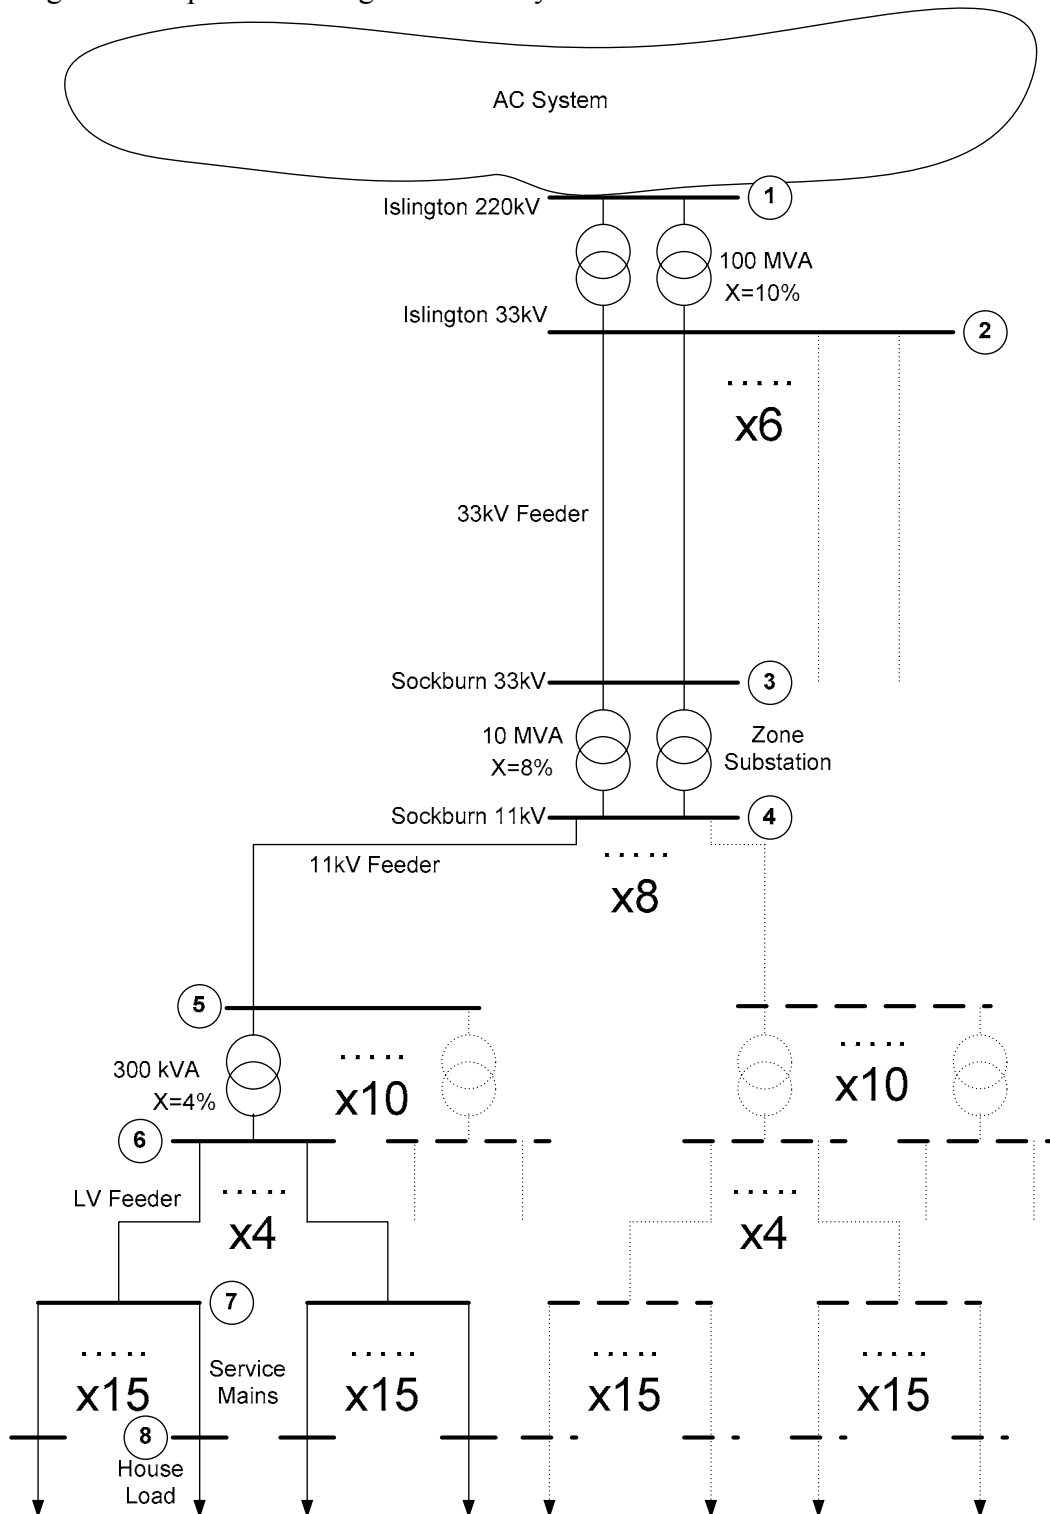 AC System
1
Islington 220kV
100 MVA
X=10%
Islington 33kV
2
.....
x6
33kV Feeder
Sockburn 33kV
3
10 MVA
X=8%
Zone
Substation
Sockburn 11kV
4
11kV Feeder
.....
x8
5
300 kVA
X=4%
.....
x10
.....
x10
6
LV Feeder
.....
x4
.....
x4
7
.....
x15
Service
Mains
.....
x15
.....
x15
.....
x15
8
House
Load